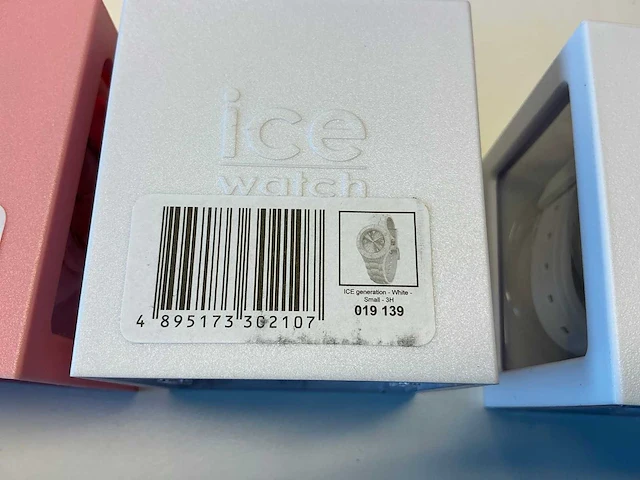 ice
watch
ICE generation - White -
Small - 3H
019 139
4 895173 302107